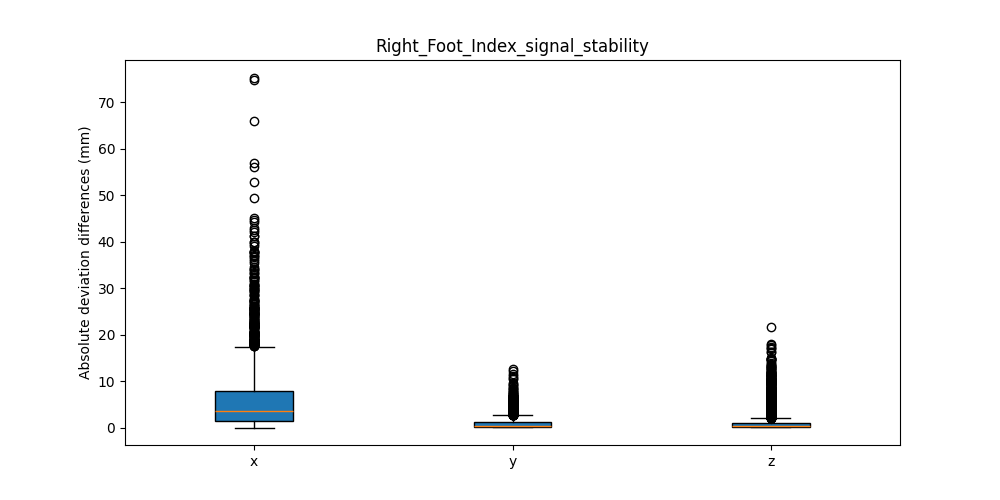 Right_Foot_Index_signal_stability
Absolute deviation differences (mm)
70
60
50
40
30
20
10
0
x
y
z